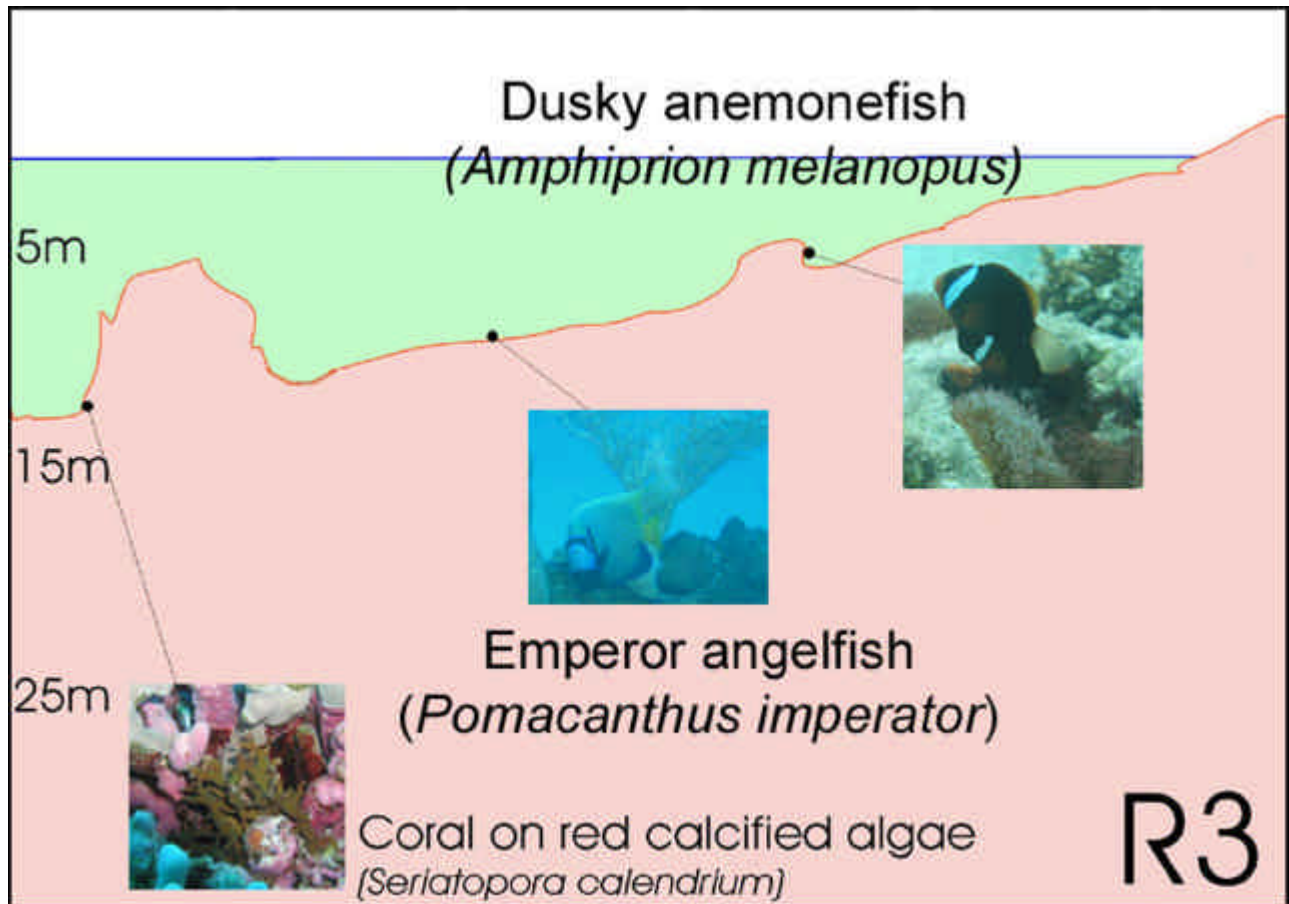 Dusky anemonefish
(Amphiprion melanopus)
5m
15m
Emperor angelfish
25m
(Pomacanthus imperator)
Coral on red calcified algae
(Seriatopora calendrium)
R3